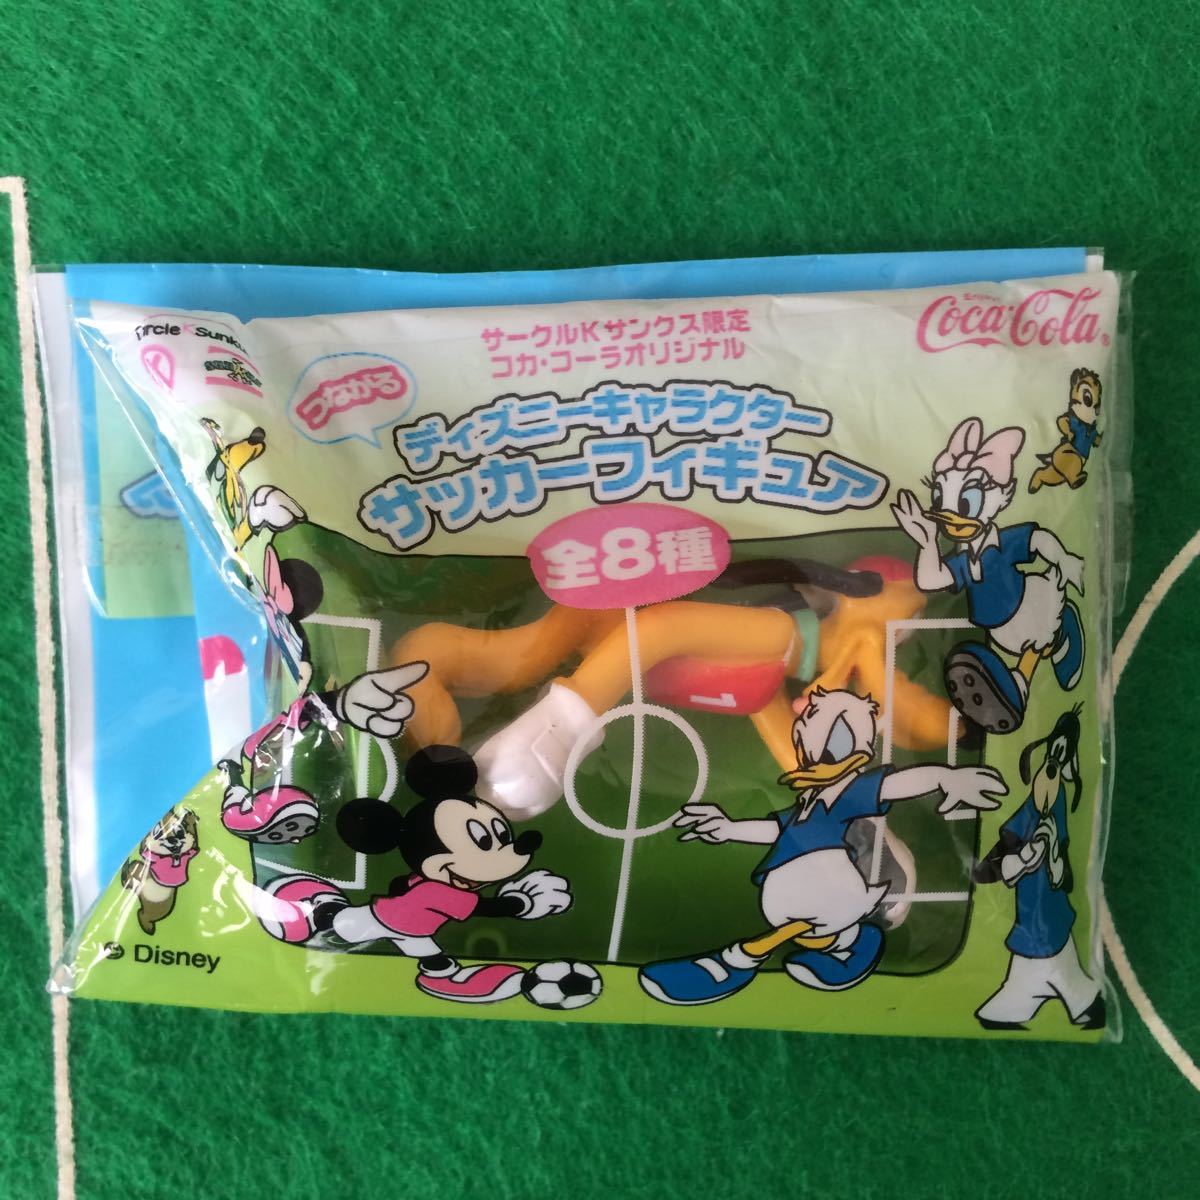 サークルKサンクス限定
コカ・コーラオリジナル
Enjoy
Coca-Cola®
つながる
ディズニーキャラクター
サッカーフィギュア
全8種
1
© Disney